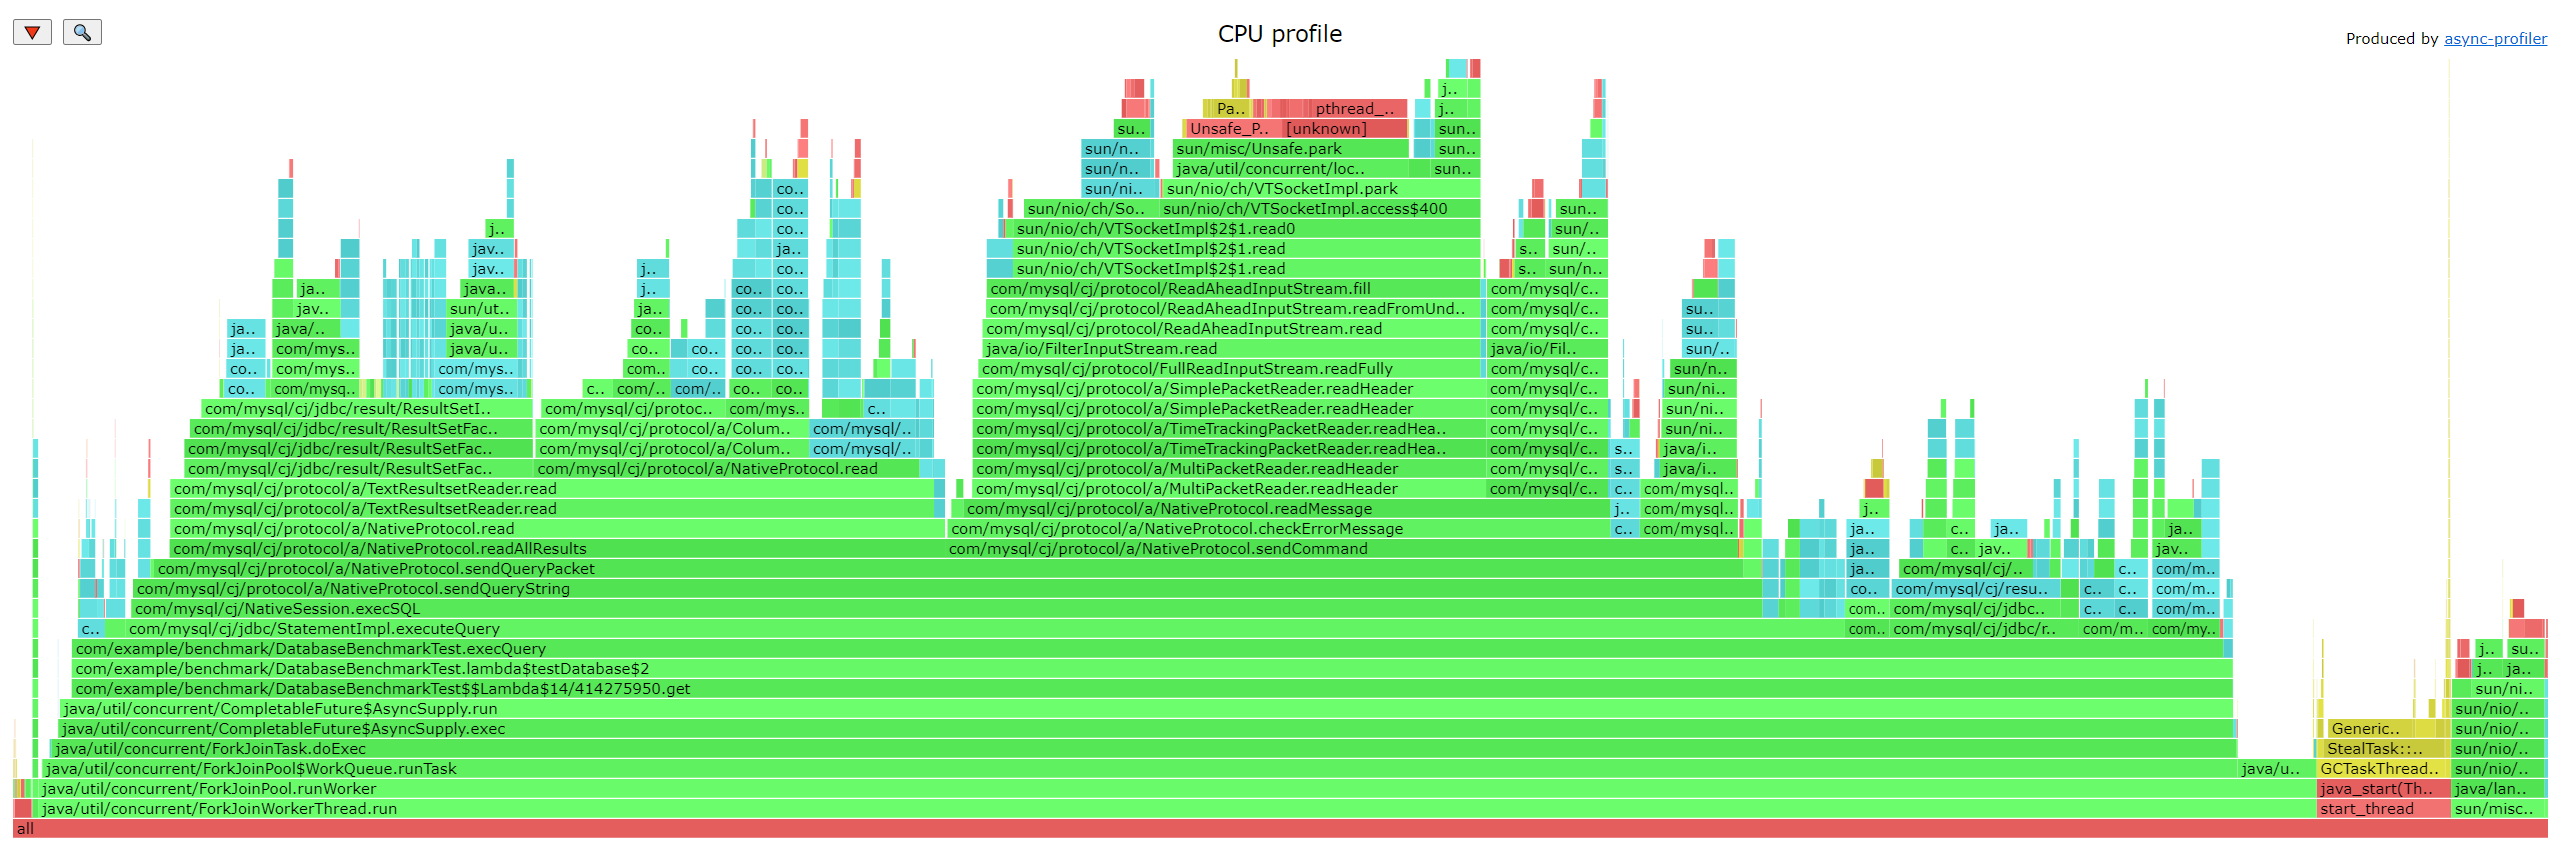 CPU profile
Produced by async-profiler
j..
Pa.. pthread_.. j..
su.. Unsafe_P.. [unknown] sun..
sun/n.. sun/misc/Unsafe.park sun..
sun/n.. java/util/concurrent/loc.. sun..
co.. sun/ni.. sun/nio/ch/VTSocketImpl.park
co.. sun/nio/ch/So.. sun/nio/ch/VTSocketImpl.access$400 sun..
j.. co.. sun/nio/ch/VTSocketImpl$2$1.read0 sun/..
jav.. ja.. sun/nio/ch/VTSocketImpl$2$1.read s.. sun/..
jav.. j.. co.. sun/nio/ch/VTSocketImpl$2$1.read s.. sun/n..
ja.. java.. j.. co.. co.. com/mysql/cj/protocol/ReadAheadInputStream.fill com/mysql/c..
jav.. sun/ut.. ja.. co.. co.. com/mysql/cj/protocol/ReadAheadInputStream.readFromUnd.. com/mysql/c.. su..
ja.. java/.. java/u.. co.. co.. co.. com/mysql/cj/protocol/ReadAheadInputStream.read com/mysql/c.. su..
ja.. com/mys.. java/u.. co.. co.. co.. co.. java/io/FilterInputStream.read java/io/Fil.. sun/..
co.. com/mys.. com/mys.. com.. co.. co.. co.. com/mysql/cj/protocol/FullReadInputStream.readFully com/mysql/c.. sun/n..
co.. com/mysq.. com/mys.. c.. com/.. com/.. co.. co.. com/mysql/cj/protocol/a/SimplePacketReader.readHeader com/mysql/c.. sun/ni..
com/mysql/cj/jdbc/result/ResultSetI.. com/mysql/cj/protoc.. com/mys.. c.. com/mysql/cj/protocol/a/SimplePacketReader.readHeader com/mysql/c.. sun/ni..
com/mysql/cj/jdbc/result/ResultSetFac.. com/mysql/cj/protocol/a/Colum.. com/mysql/.. com/mysql/cj/protocol/a/TimeTrackingPacketReader.readHea.. com/mysql/c.. sun/ni..
com/mysql/cj/jdbc/result/ResultSetFac.. com/mysql/cj/protocol/a/Colum.. com/mysql/.. com/mysql/cj/protocol/a/TimeTrackingPacketReader.readHea.. com/mysql/c.. s.. java/i..
com/mysql/cj/jdbc/result/ResultSetFac.. com/mysql/cj/protocol/a/NativeProtocol.read com/mysql/cj/protocol/a/MultiPacketReader.readHeader com/mysql/c.. s.. java/i..
com/mysql/cj/protocol/a/TextResultsetReader.read com/mysql/cj/protocol/a/MultiPacketReader.readHeader com/mysql/c.. c.. com/mysql..
com/mysql/cj/protocol/a/TextResultsetReader.read com/mysql/cj/protocol/a/NativeProtocol.readMessage j.. com/mysql.. j..
com/mysql/cj/protocol/a/NativeProtocol.read com/mysql/cj/protocol/a/NativeProtocol.checkErrorMessage c.. com/mysql.. ja.. c.. ja.. ja..
com/mysql/cj/protocol/a/NativeProtocol.readAllResults com/mysql/cj/protocol/a/NativeProtocol.sendCommand ja.. c.. jav.. jav..
com/mysql/cj/protocol/a/NativeProtocol.sendQueryPacket ja.. com/mysql/cj/.. c.. com/m..
com/mysql/cj/protocol/a/NativeProtocol.sendQueryString co.. com/mysql/cj/resu.. c.. c.. com/m..
com/mysql/cj/NativeSession.execSQL com.. com/mysql/cj/jdbc.. c.. c.. com/m..
c.. com/mysql/cj/jdbc/StatementImpl.executeQuery com.. com/mysql/cj/jdbc/r.. com/m.. com/my..
com/example/benchmark/DatabaseBenchmarkTest.execQuery j.. su..
com/example/benchmark/DatabaseBenchmarkTest.lambda$testDatabase$2 j.. ja..
com/example/benchmark/DatabaseBenchmarkTest$$Lambda$14/414275950.get sun/ni..
java/util/concurrent/CompletableFuture$AsyncSupply.run sun/nio/..
java/util/concurrent/CompletableFuture$AsyncSupply.exec Generic.. sun/nio/..
java/util/concurrent/ForkJoinTask.doExec StealTask::.. sun/nio/..
java/util/concurrent/ForkJoinPool$WorkQueue.runTask java/u.. GCTaskThread.. sun/nio/..
java/util/concurrent/ForkJoinPool.runWorker java_start(Th.. java/lan..
java/util/concurrent/ForkJoinWorkerThread.run start_thread sun/misc..
all